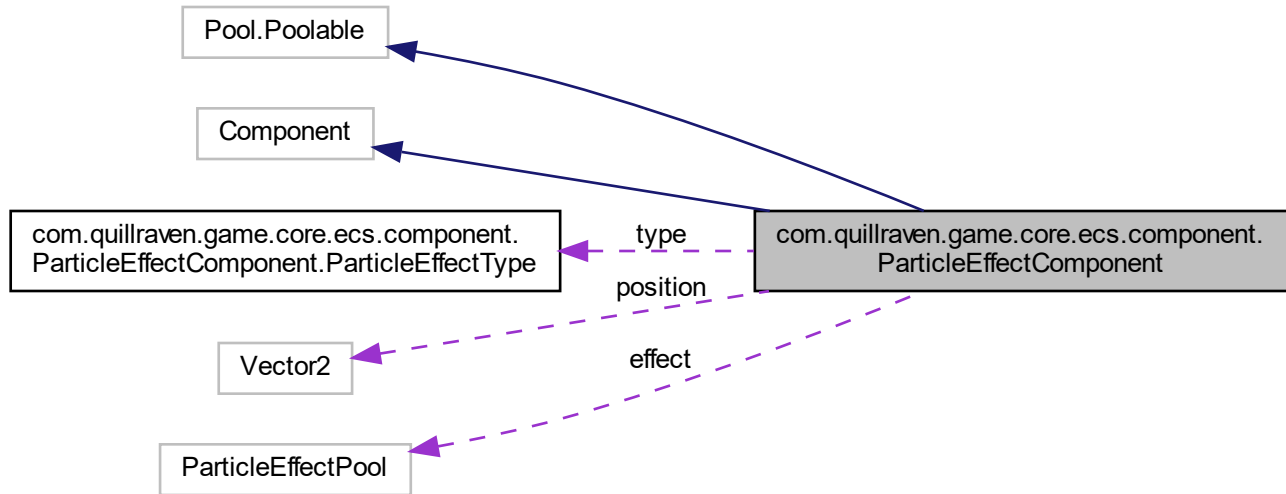 Pool.Poolable
Component
com.quillraven.game.core.ecs.component.
ParticleEffectComponent.ParticleEffectType
type
com.quillraven.game.core.ecs.component.
ParticleEffectComponent
position
Vector2
effect
ParticleEffectPool